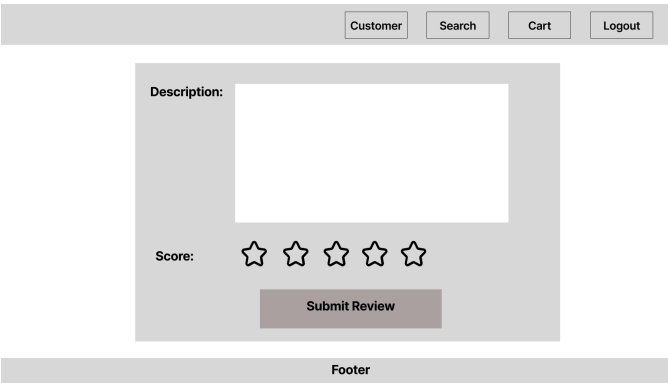 Customer Search Cart Logout
Description:
Score:
Submit Review
Footer